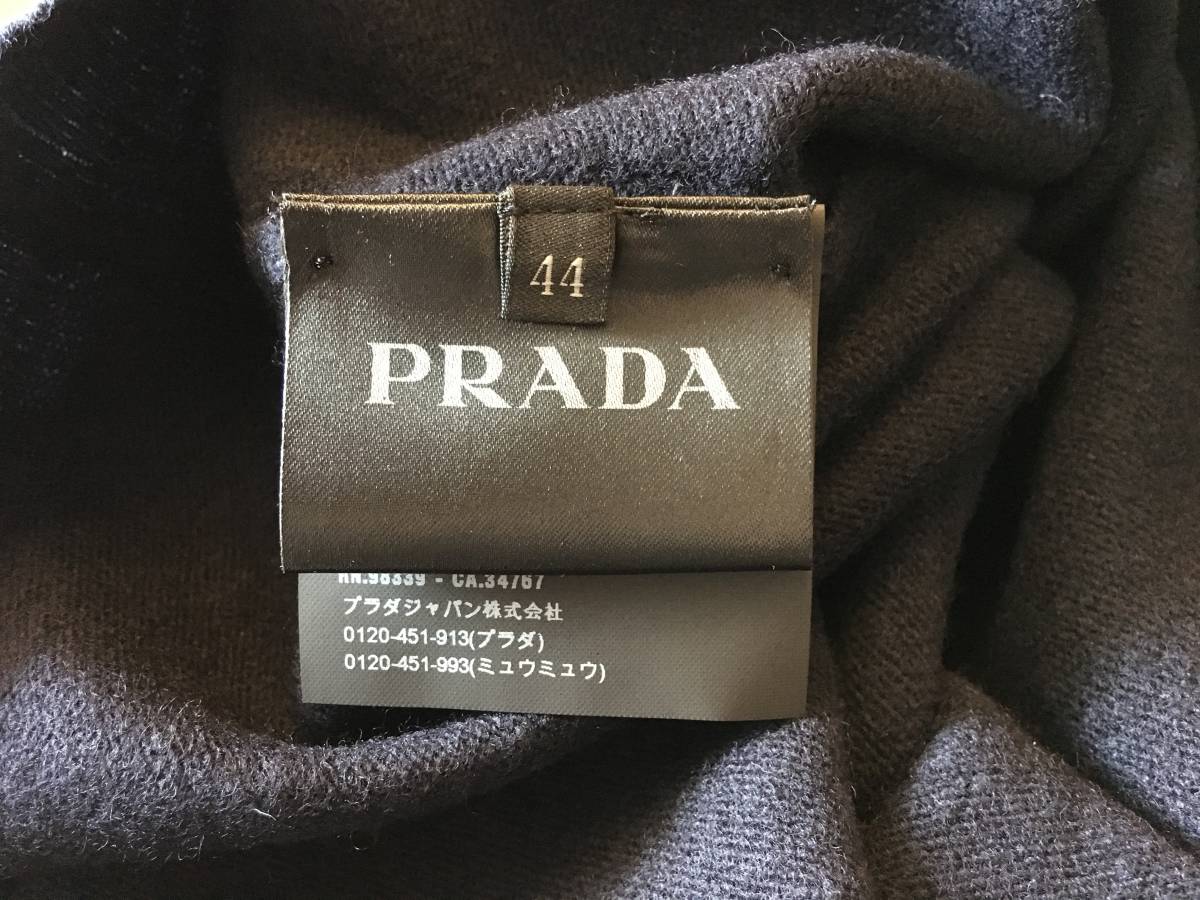 44
PRADA
RN.98339 - CA.34767
プラダジャパン株式会社
0120-451-913(プラダ)
0120-451-993(ミュウミュウ)